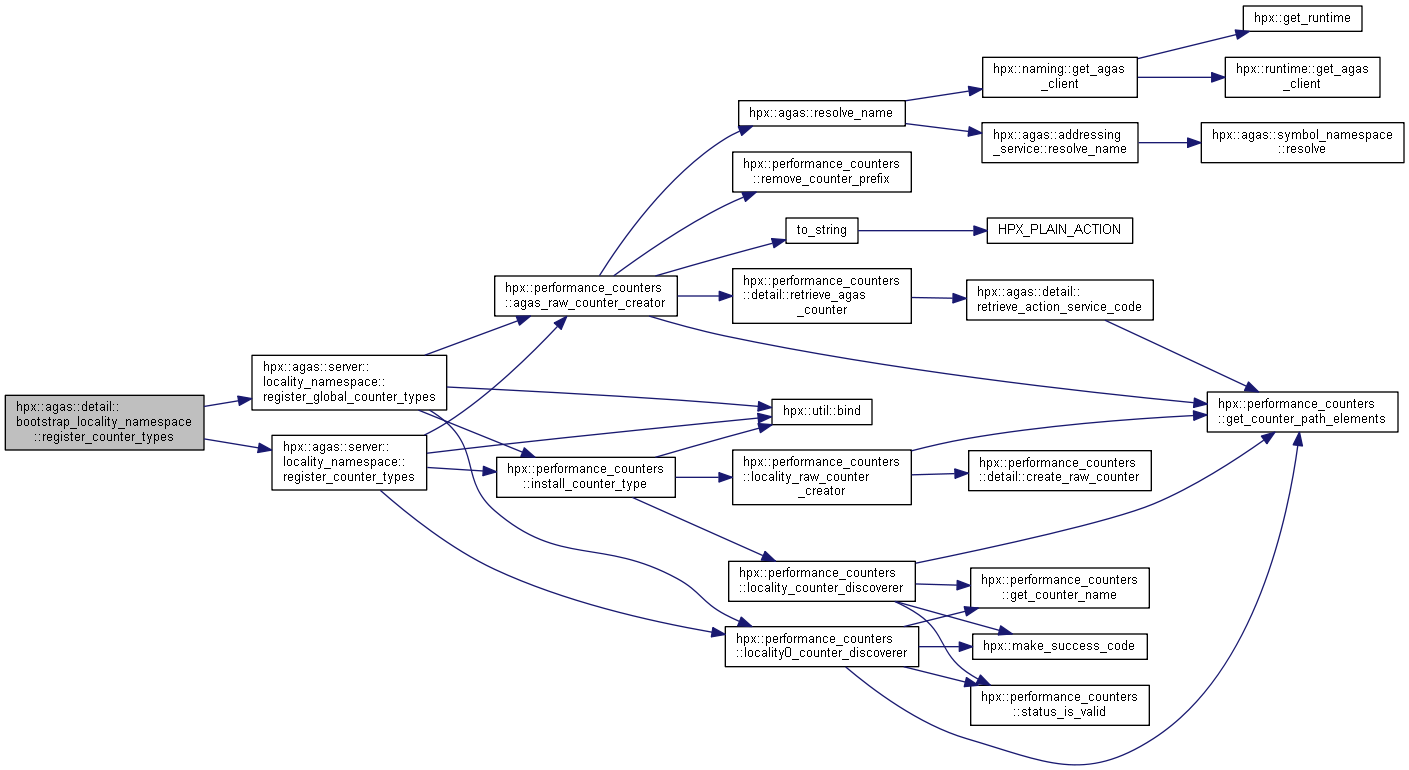 hpx::get_runtime
hpx::naming::get_agas
_client
hpx::runtime::get_agas
_client
hpx::agas::resolve_name
hpx::agas::addressing
_service::resolve_name
hpx::agas::symbol_namespace
::resolve
hpx::performance_counters
::remove_counter_prefix
to_string
HPX_PLAIN_ACTION
hpx::performance_counters
::agas_raw_counter_creator
hpx::performance_counters
::detail::retrieve_agas
_counter
hpx::agas::detail::
retrieve_action_service_code
hpx::agas::server::
locality_namespace::
register_global_counter_types
hpx::agas::detail::
bootstrap_locality_namespace
::register_counter_types
hpx::util::bind
hpx::performance_counters
::get_counter_path_elements
hpx::agas::server::
locality_namespace::
register_counter_types
hpx::performance_counters
::install_counter_type
hpx::performance_counters
::locality_raw_counter
_creator
hpx::performance_counters
::detail::create_raw_counter
hpx::performance_counters
::locality_counter_discoverer
hpx::performance_counters
::get_counter_name
hpx::performance_counters
::locality0_counter_discoverer
hpx::make_success_code
hpx::performance_counters
::status_is_valid